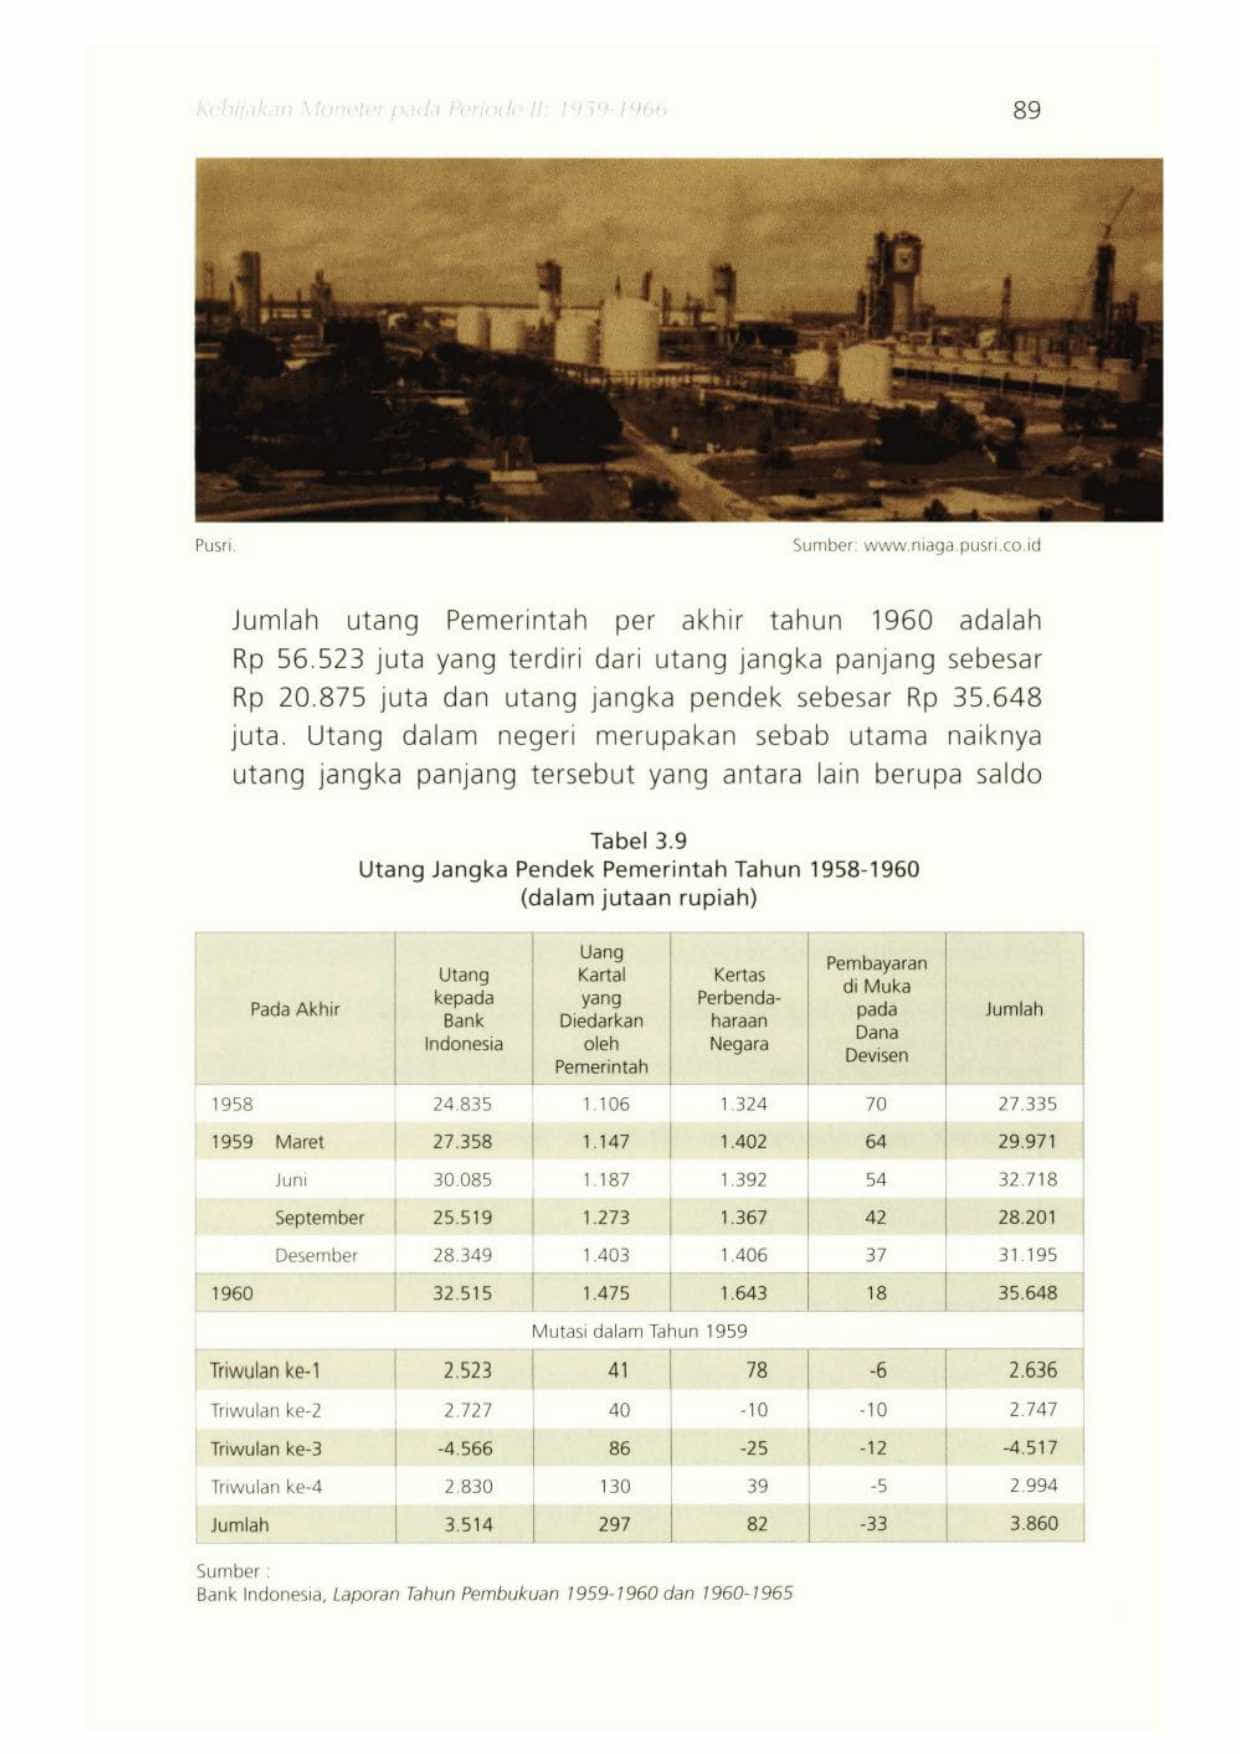 Kebijakan Moneter pada Periode II: 1959-1966 89
Pusri. Sumber: www.niaga.pusri.co.id
Jumlah utang Pemerintah per akhir tahun 1960 adalah
Rp 56.523 juta yang terdiri dari utang jangka panjang sebesar
Rp 20.875 juta dan utang jangka pendek sebesar Rp 35.648
juta. Utang dalam negeri merupakan sebab utama naiknya
utang jangka panjang tersebut yang antara lain berupa saldo
Tabel 3.9
Utang Jangka Pendek Pemerintah Tahun 1958-1960
(dalam jutaan rupiah)
Pada Akhir
Utang
kepada
Bank
Indonesia
Uang
Kartal
yang
Diedarkan
oleh
Pemerintah
Kertas
Perbenda-
haraan
Negara
Pembayaran
di Muka
pada
Dana
Devisen
Jumlah
1958 24.835 1.106 1.324 70 27.335
1959 Maret 27.358 1.147 1.402 64 29.971
Juni 30.085 1.187 1.392 54 32.718
September 25.519 1.273 1.367 42 28.201
Desember 28.349 1.403 1.406 37 31.195
1960 32.515 1.475 1.643 18 35.648
Mutasi dalam Tahun 1959
Triwulan ke-1 2.523 41 78 -6 2.636
Triwulan ke-2 2.727 40 -10 -10 2.747
Triwulan ke-3 -4.566 86 -25 -12 -4.517
Triwulan ke-4 2.830 130 39 -5 2.994
Jumlah 3.514 297 82 -33 3.860
Sumber :
Bank Indonesia, Laporan Tahun Pembukuan 1959-1960 dan 1960-1965